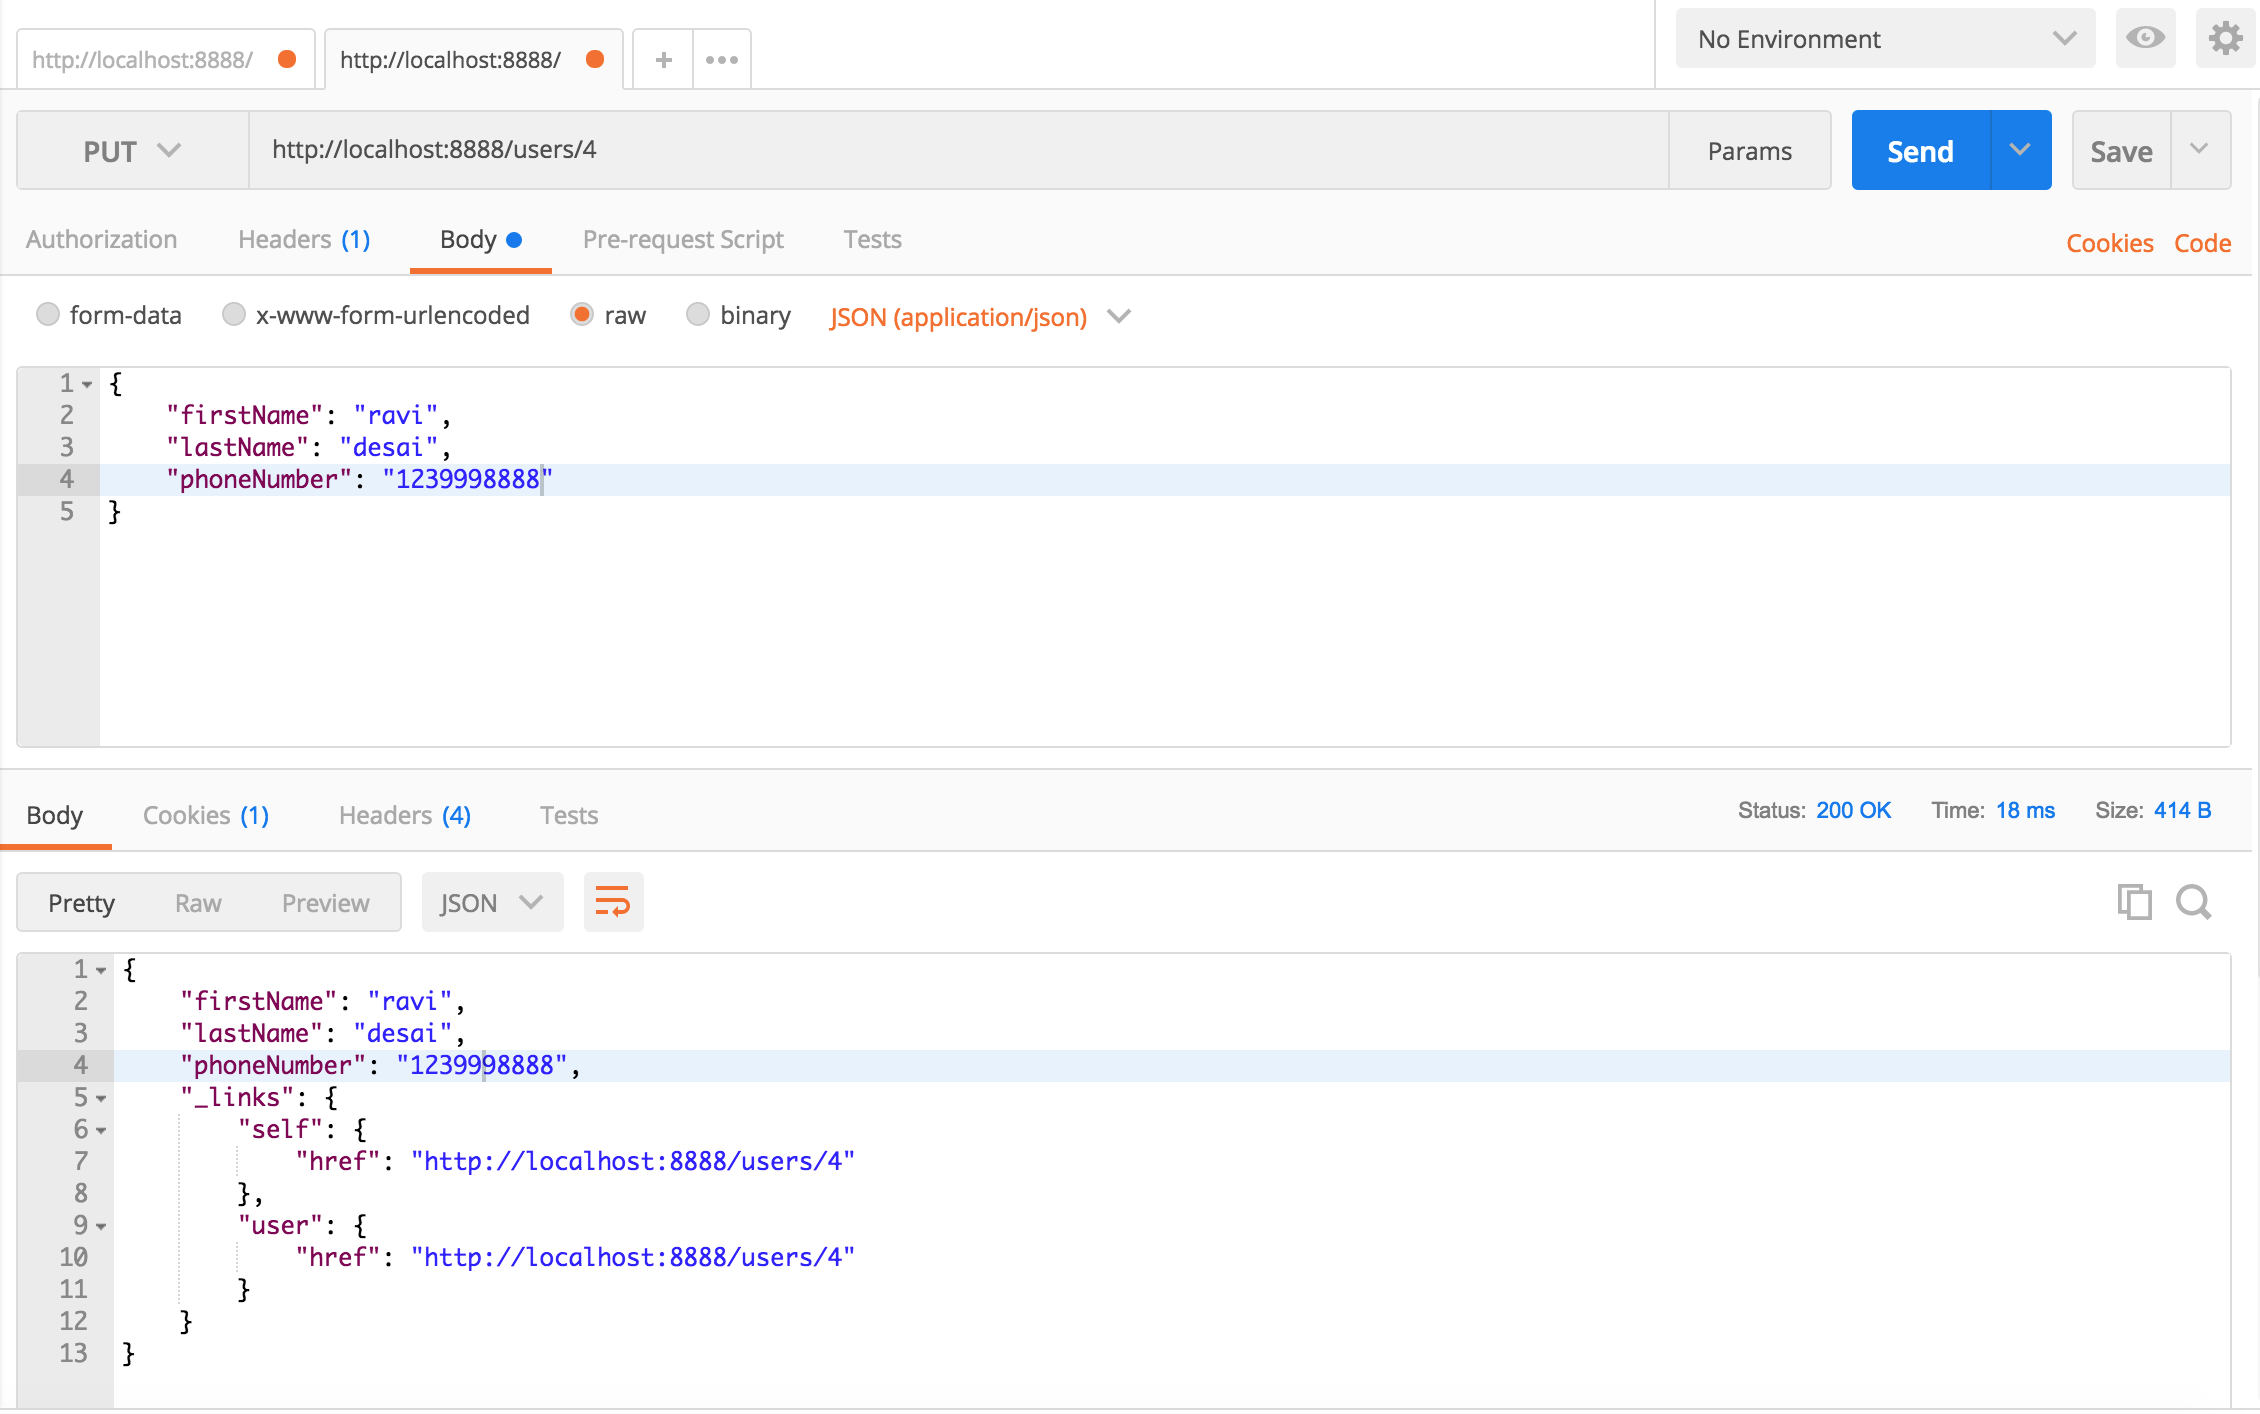 http://localhost:8888/ http://localhost:8888/ + ••• No Environment
PUT http://localhost:8888/users/4 Params Send Save
Authorization Headers (1) Body Pre-request Script Tests Cookies Code
form-data x-www-form-urlencoded raw binary JSON (application/json)
1 {
2 "firstName": "ravi",
3 "lastName": "desai",
4 "phoneNumber": "1239998888"
5 }
Body Cookies (1) Headers (4) Tests Status: 200 OK Time: 18 ms Size: 414 B
Pretty Raw Preview JSON
1 {
2 "firstName": "ravi",
3 "lastName": "desai",
4 "phoneNumber": "1239998888",
5 "_links": {
6 "self": {
7 "href": "http://localhost:8888/users/4"
8 },
9 "user": {
10 "href": "http://localhost:8888/users/4"
11 }
12 }
13 }